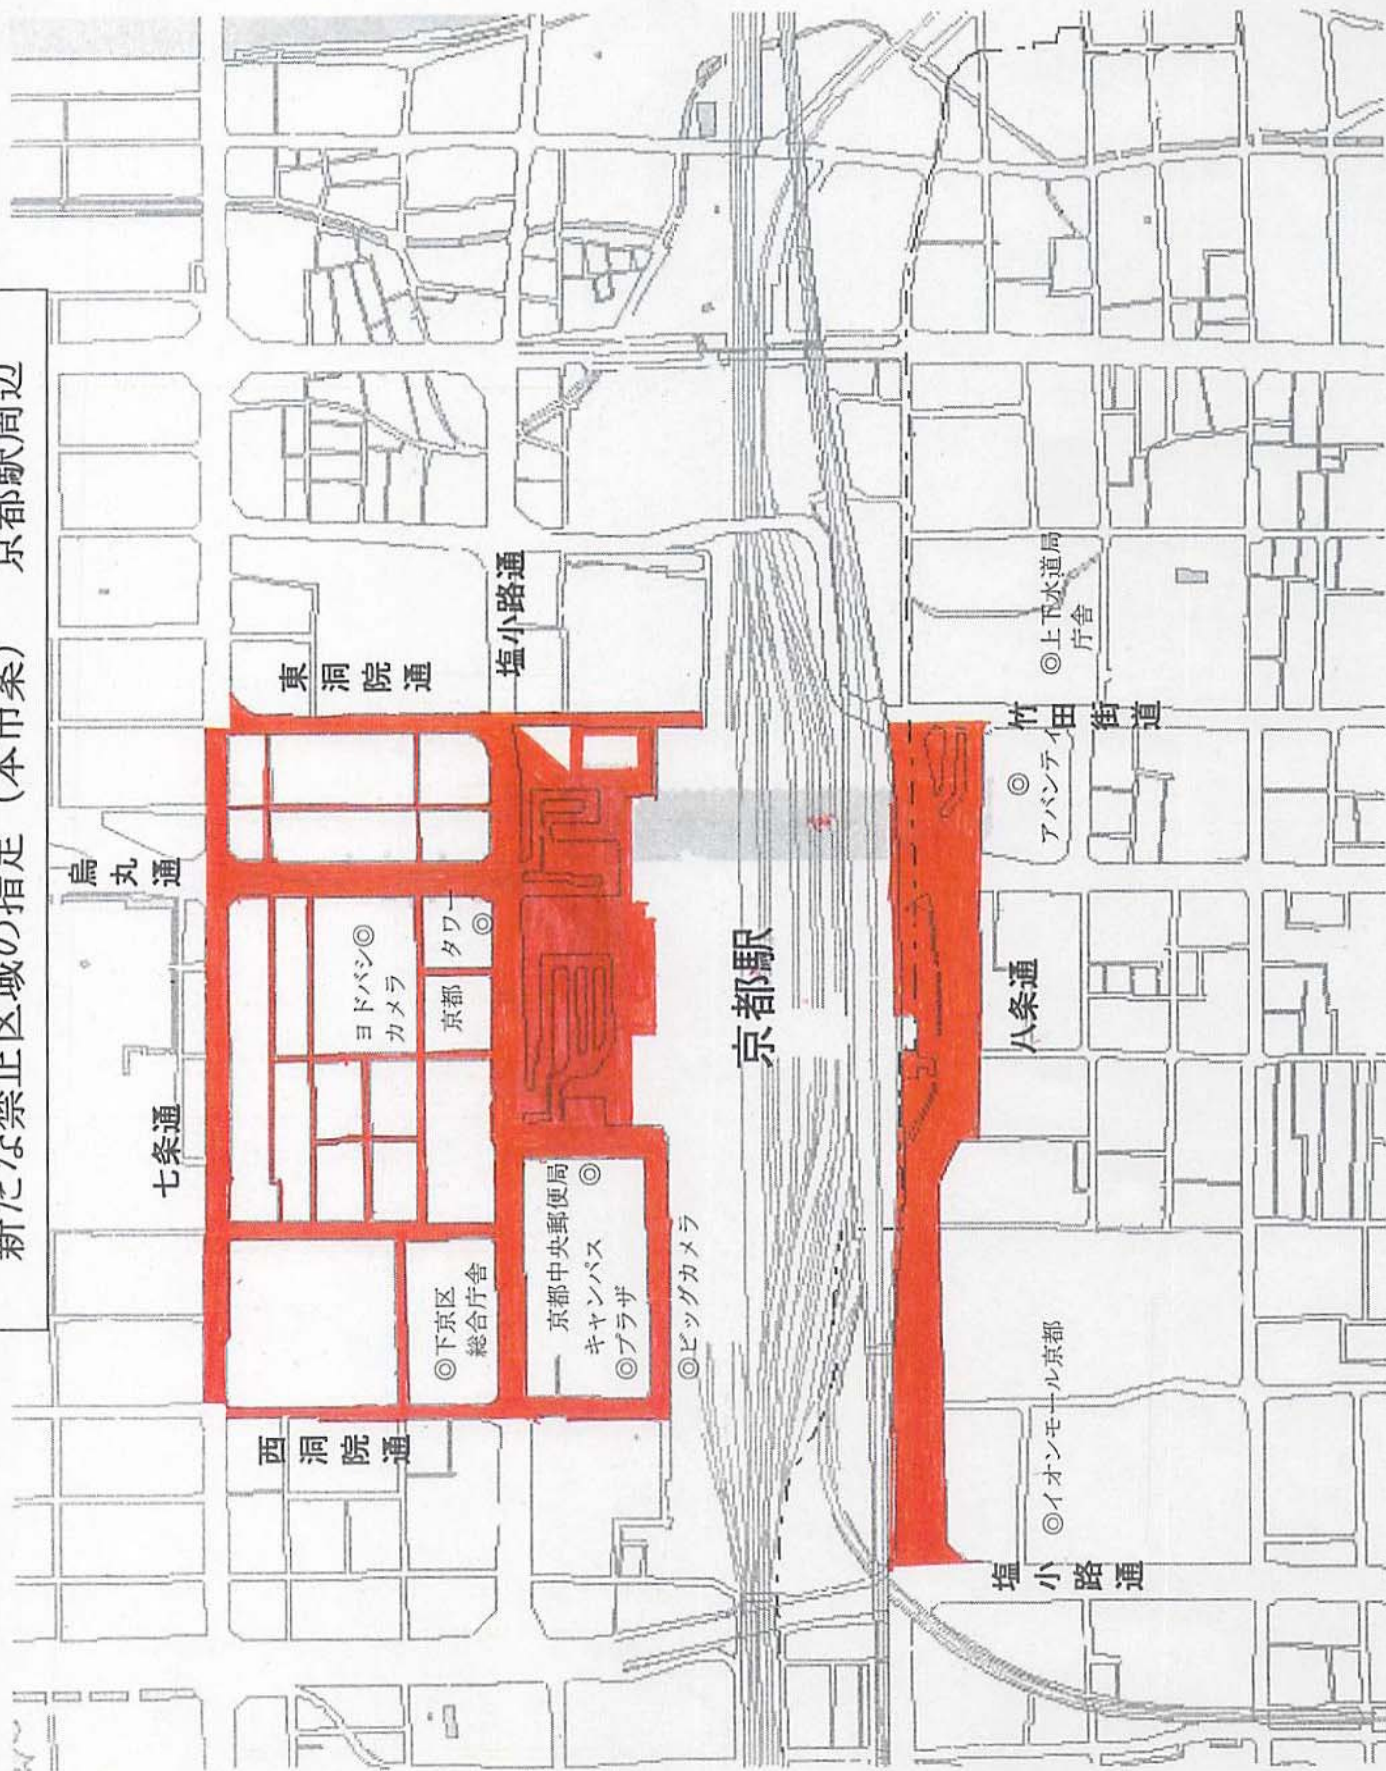 新たな禁止区域の指定（本市案）　京都駅周辺
七条通
烏丸通
西洞院通
東洞院通
塩小路通
ヨドバシ◎
カメラ
京都タワー
◎
◎下京区
総合庁舎
京都中央郵便局
◎
キャンパス
◎プラザ
◎ビッグカメラ
京都駅
八条通
竹田街道
◎
アバンティ
◎上下水道局
庁舎
◎イオンモール京都
塩小路通